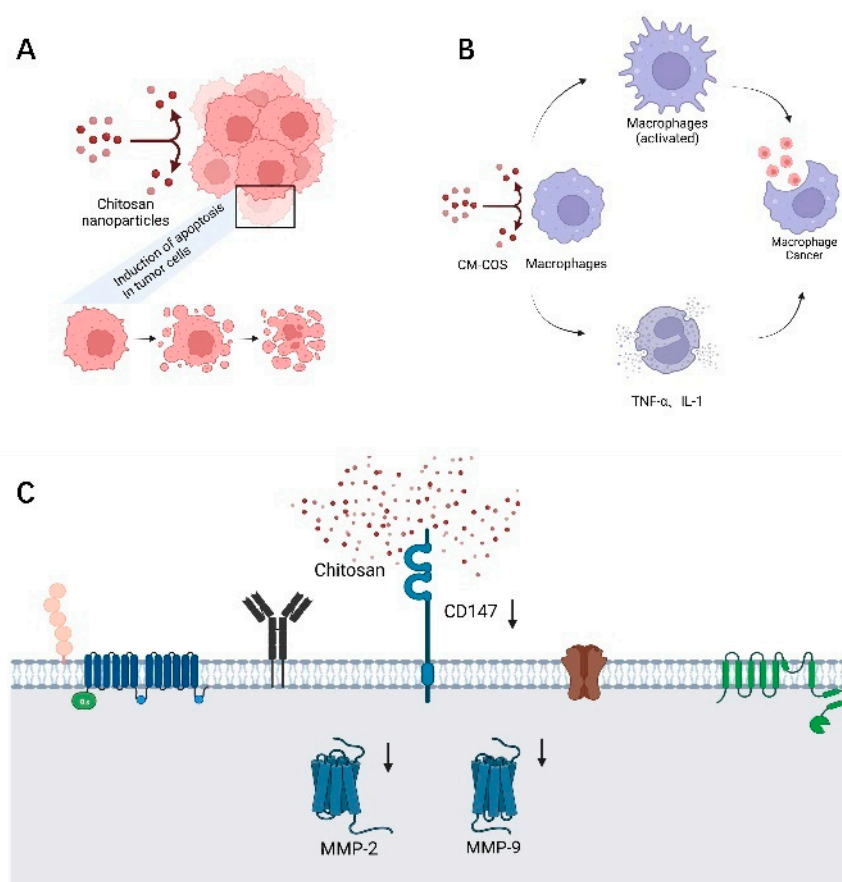 A
Chitosan
nanoparticles
Induction of apoptosis
in tumor cells
B
Macrophages
(activated)
CM-COS
Macrophages
Macrophage
Cancer
TNF-α、IL-1
C
Chitosan
CD147
MMP-2
MMP-9